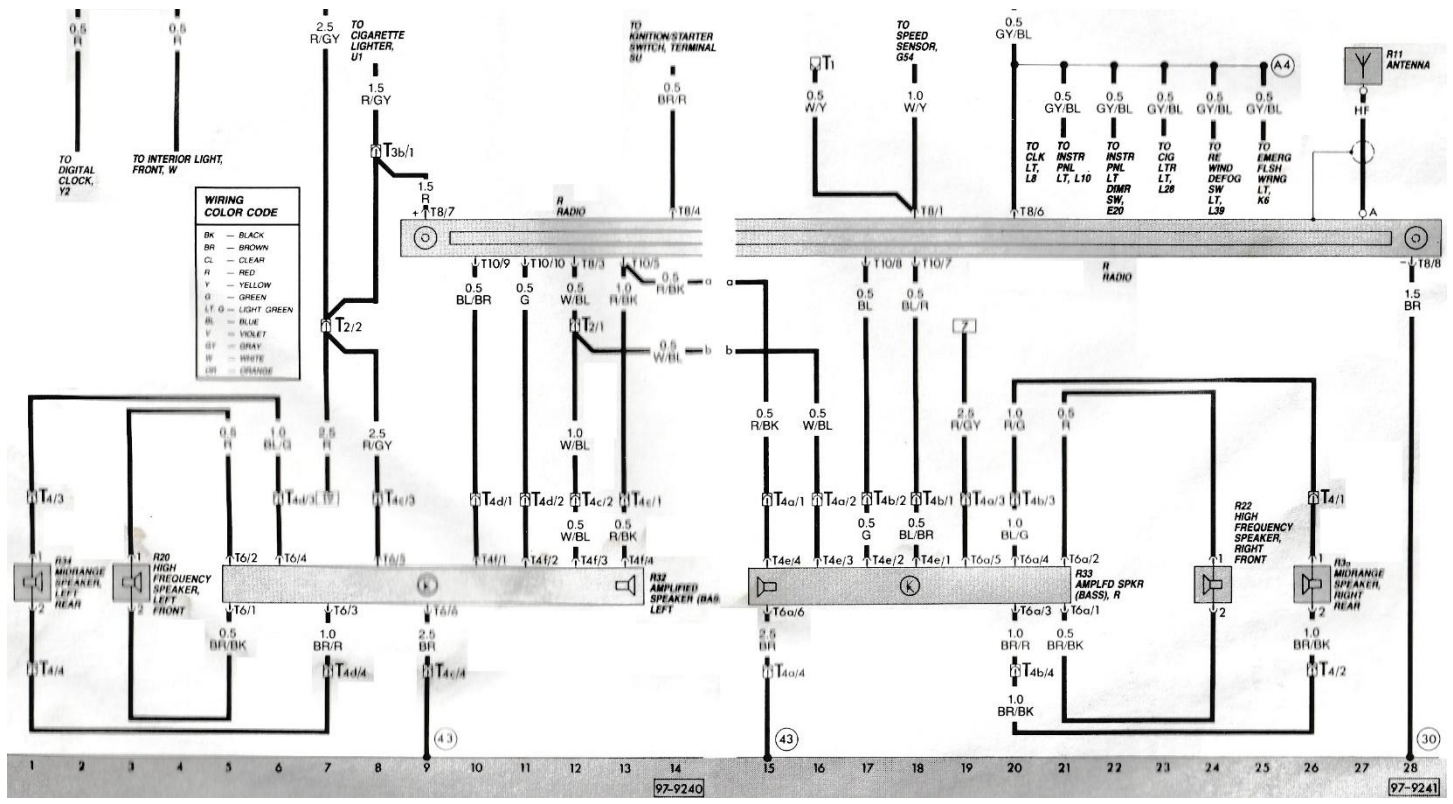 0.5
R
0.5
R
2.5
R/GY
TO
CIGARETTE
LIGHTER,
U1
1.5
R/GY
TO
SWITCH, TERMINAL
0.5
BR/R
T1
0.5
W/Y
TO
SPEED
SENSOR,
G54
1.0
W/Y
0.5
GY/BL
A4
R11
ANTENNA
HF
0.5
GY/BL
0.5
GY/BL
0.5
GY/BL
0.5
GY/BL
0.5
GY/BL
TO
DIGITAL
CLOCK,
Y2
TO INTERIOR LIGHT,
FRONT, W
T3b/1
1.5
R
TO
CLK
LT,
L8
TO
INSTR
PNL
LT, L10
TO
INSTR
PNL
LT
DIMR
SW,
E20
TO
CIG
LTR
LT,
L28
TO
RE
WIND
DEFOG
SW
LT,
L39
TO
EMERG
FLSH
WRNG
LT,
K6
WIRING
COLOR CODE
BK — BLACK
BR — BROWN
CL — CLEAR
R — RED
Y — YELLOW
G — GREEN
LT G — LIGHT GREEN
BL — BLUE
V — VIOLET
GY — GRAY
W — WHITE
OR — ORANGE
+ T8/7
R
RADIO
T8/4
T8/1
T8/6
A
T10/9
T10/10
T8/3
T10/5
T10/8
T10/7
R
RADIO
– T8/8
0.5
BL/BR
0.5
G
0.5
W/BL
1.0
R/BK
0.5
R/BK
a
a
0.5
BL
0.5
BL/R
1.5
BR
T2/2
T2/1
0.5
W/BL
b
b
7
0.5
R
1.0
BL/G
2.5
R
2.5
R/GY
1.0
W/BL
0.5
R/BK
0.5
W/BL
2.5
R/GY
1.0
R/G
0.5
R
T4/3
T4d/3
19
T4c/3
T4d/1
T4d/2
T4c/2
T4c/1
T4a/1
T4a/2
T4b/2
T4b/1
T4a/3
T4b/3
T4/1
0.5
W/BL
0.5
R/BK
0.5
G
0.5
BL/BR
1.0
BL/G
R22
HIGH
FREQUENCY
SPEAKER,
RIGHT
FRONT
1
R34
MIDRANGE
SPEAKER,
LEFT
REAR
2
1
R20
HIGH
FREQUENCY
SPEAKER,
LEFT
FRONT
2
T6/2
T6/4
T6/5
T4f/1
T4f/2
T4f/3
T4f/4
k
R32
AMPLIFIED
SPEAKER (BAS
LEFT
T4e/4
T4e/3
T4e/2
T4e/1
T6a/5
T6a/4
T6a/2
k
R33
AMPLFD SPKR
(BASS), R
1
2
1
MIDRANGE
SPEAKER,
RIGHT
REAR
2
T6/1
T6/3
T6/6
T6a/6
T6a/3
T6a/1
0.5
BR/BK
1.0
BR/R
2.5
BR
2.5
BR
1.0
BR/R
0.5
BR/BK
1.0
BR/BK
T4/4
T4d/4
T4c/4
T4a/4
T4b/4
T4/2
1.0
BR/BK
43
43
30
1 2 3 4 5 6 7 8 9 10 11 12 13 14 15 16 17 18 19 20 21 22 23 24 25 26 27 28
97-9240
97-9241